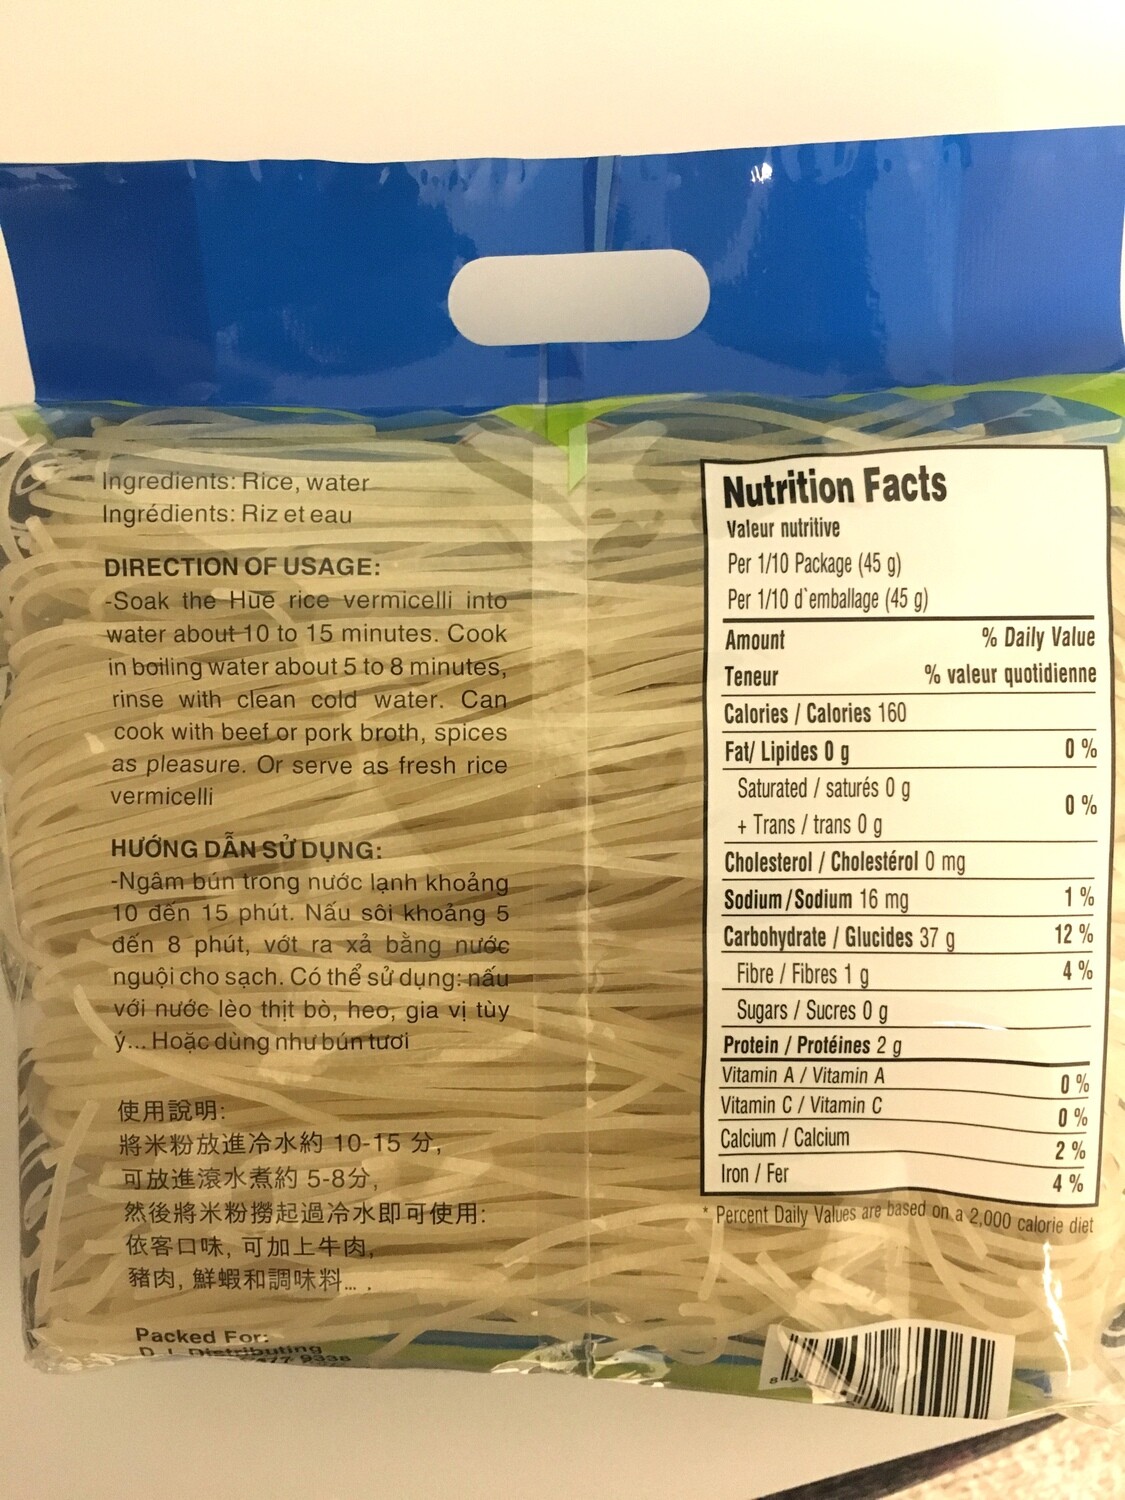 Ingredients: Rice, water
Ingrédients: Riz et eau
DIRECTION OF USAGE:
-Soak the Hue rice vermicelli into
water about 10 to 15 minutes. Cook
in boiling water about 5 to 8 minutes,
rinse with clean cold water. Can
cook with beef or pork broth, spices
as pleasure. Or serve as fresh rice
vermicelli
HƯỚNG DẪN SỬ DỤNG:
-Ngâm bún trong nước lạnh khoảng
10 đến 15 phút. Nấu sôi khoảng 5
đến 8 phút, vớt ra xả bằng nước
nguội cho sạch. Có thể sử dụng: nấu
với nước lèo thịt bò, heo, gia vị tùy
ý... Hoặc dùng như bún tươi
使用說明:
將米粉放進冷水約 10-15 分,
可放進滾水煮約 5-8分,
然後將米粉撈起過冷水即可使用:
依客口味, 可加上牛肉,
豬肉, 鮮蝦和調味料... .
Packed For:
Distributing
9338
Nutrition Facts
Valeur nutritive
Per 1/10 Package (45 g)
Per 1/10 d`emballage (45 g)
Amount % Daily Value
Teneur % valeur quotidienne
Calories / Calories 160
Fat/ Lipides 0 g 0 %
Saturated / saturés 0 g
+ Trans / trans 0 g 0 %
Cholesterol / Cholestérol 0 mg
Sodium / Sodium 16 mg 1 %
Carbohydrate / Glucides 37 g 12 %
Fibre / Fibres 1 g 4 %
Sugars / Sucres 0 g
Protein / Protéines 2 g
Vitamin A / Vitamin A 0 %
Vitamin C / Vitamin C 0 %
Calcium / Calcium 2 %
Iron / Fer 4 %
* Percent Daily Values are based on a 2,000 calorie diet